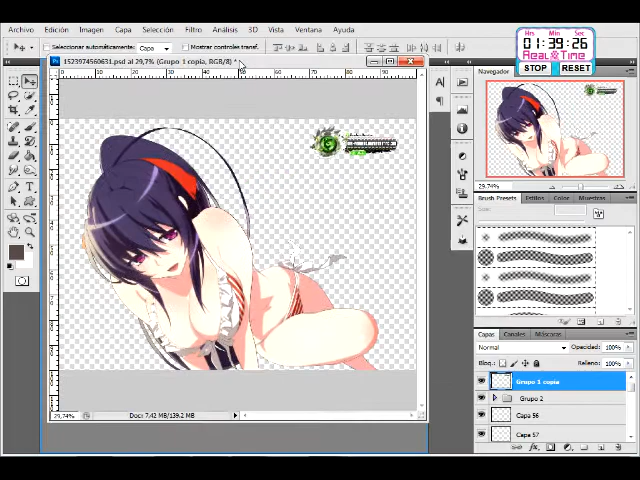 Archivo Edición Imagen Capa Selección Filtro Análisis 3D Vista Ventana Ayuda
Hrs Min Sec
01:39:26
Real & Time
STOP RESET
Seleccionar automáticamente: Capa Mostrar controles transf.
1523974560631.psd al 29,7% (Grupo 1 copia, RGB/8) *
Navegador
29.74%
Brush Presets Estilos Color Muestras
Capas Canales Máscaras
Normal Opacidad: 100%
Bloq.: Relleno: 100%
Grupo 1 copia
Grupo 2
Capa 56
Capa 57
29,74% Doc: 7,42 MB/139,2 MB